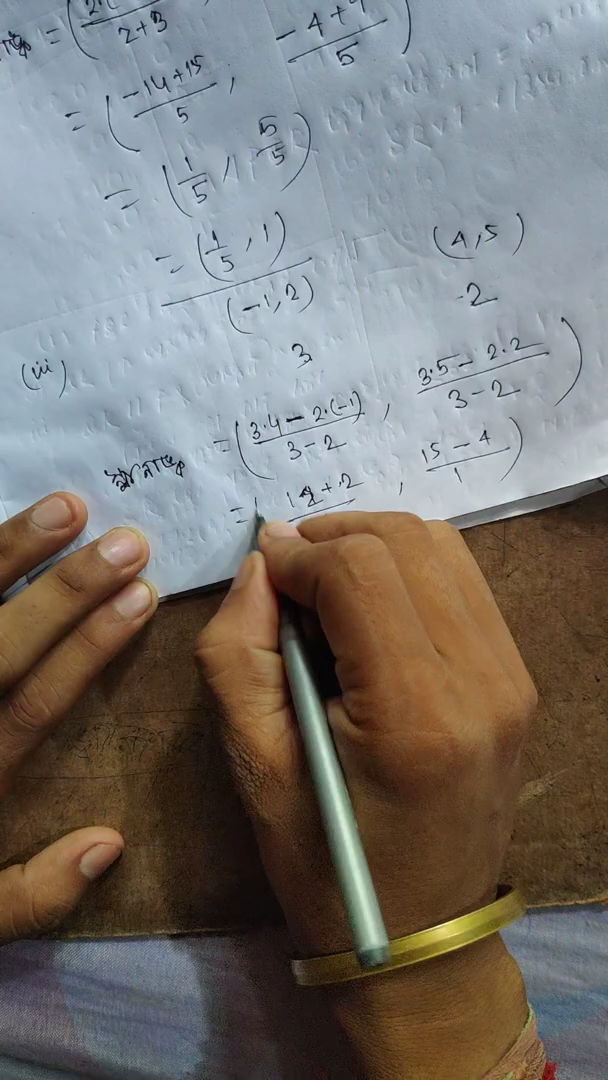 = (2·( / 2+3 , -4+9 / 5)
= (-14+15 / 5 , 
= (1/5 , 5/5)
= (1/5 , 1)
(iii) (-1,2) (4,5)
3 2
= (3·4 - 2·(-1) / 3-2 , 3·5 - 2·2 / 3-2)
= ( 12+2 , 15-4 / 1)